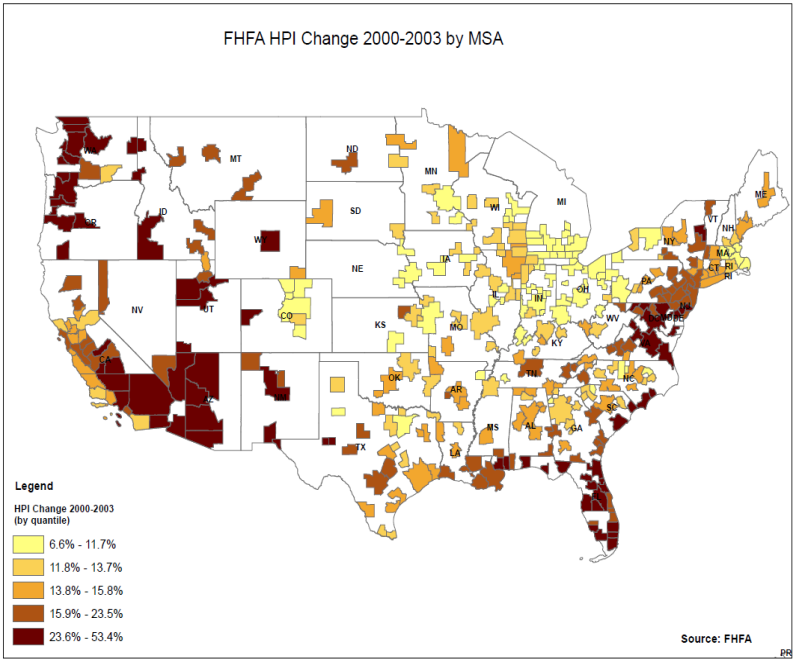 FHFA HPI Change 2000-2003 by MSA
WA
MT
ND
MN
MI
ME
VT
OR
ID
SD
WI
NH
NY
MA
WY
CT
RI
RI
NE
IA
PA
NV
UT
CO
IL
IN
OH
NJ
DE
KS
MO
WV
CA
KY
AZ
NM
OK
TN
NC
AR
SC
MS
AL
GA
TX
LA
Legend
HPI Change 2000-2003
(by quantile)
6.6% - 11.7%
11.8% - 13.7%
13.8% - 15.8%
15.9% - 23.5%
23.6% - 53.4%
Source: FHFA
PR